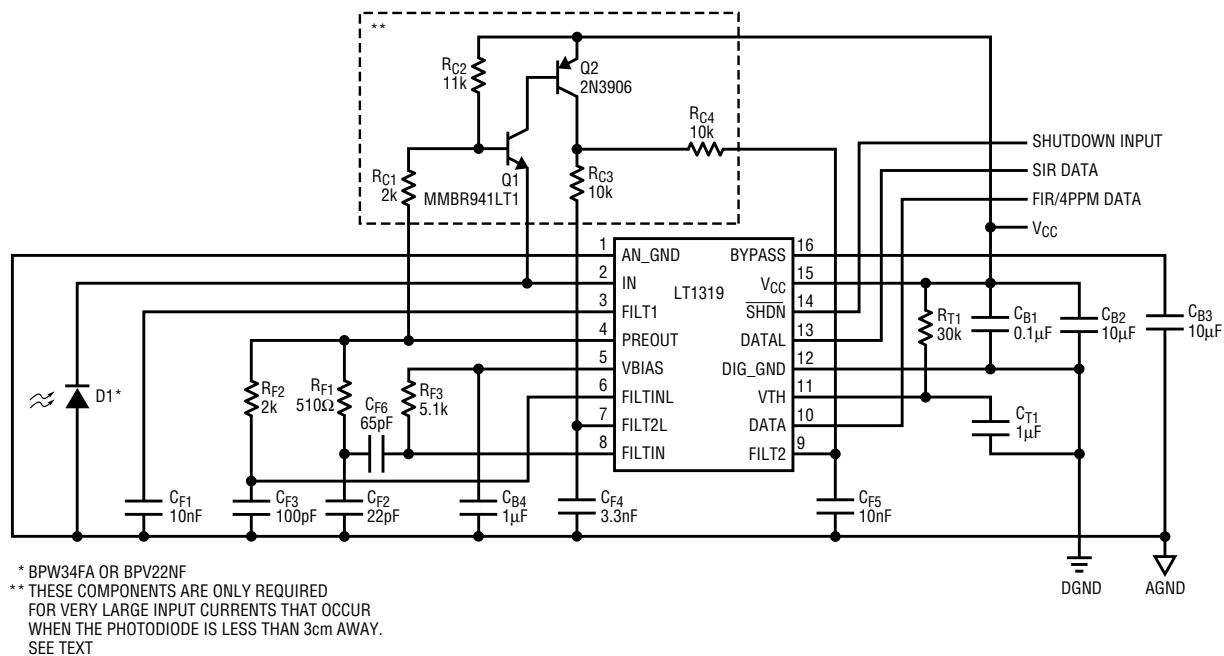 **
RC2
11k
Q2
2N3906
RC4
10k
RC1
2k
Q1
MMBR941LT1
RC3
10k
SHUTDOWN INPUT
SIR DATA
FIR/4PPM DATA
VCC
1
AN_GND
BYPASS
16
2
IN
VCC
15
LT1319
3
FILT1
SHDN
14
4
PREOUT
DATAL
13
5
VBIAS
DIG_GND
12
6
FILTINL
VTH
11
7
FILT2L
DATA
10
8
FILTIN
FILT2
9
RT1
30k
CB1
0.1µF
CB2
10µF
CB3
10µF
D1*
RF2
2k
RF1
510Ω
CF6
65pF
RF3
5.1k
CT1
1µF
CF1
10nF
CF3
100pF
CF2
22pF
CB4
1µF
CF4
3.3nF
CF5
10nF
DGND
AGND
* BPW34FA OR BPV22NF
** THESE COMPONENTS ARE ONLY REQUIRED
FOR VERY LARGE INPUT CURRENTS THAT OCCUR
WHEN THE PHOTODIODE IS LESS THAN 3cm AWAY.
SEE TEXT